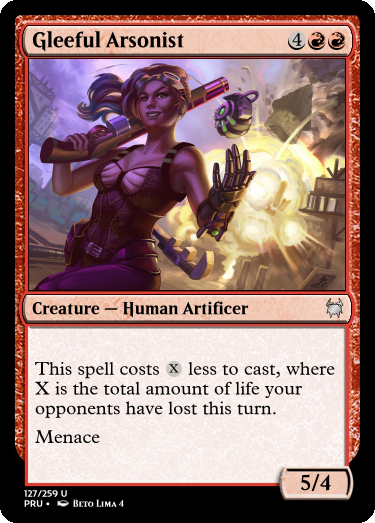 Gleeful Arsonist 4
Creature — Human Artificer
This spell costs X less to cast, where
X is the total amount of life your
opponents have lost this turn.
Menace
5/4
127/259 U
PRU • Beto Lima 4